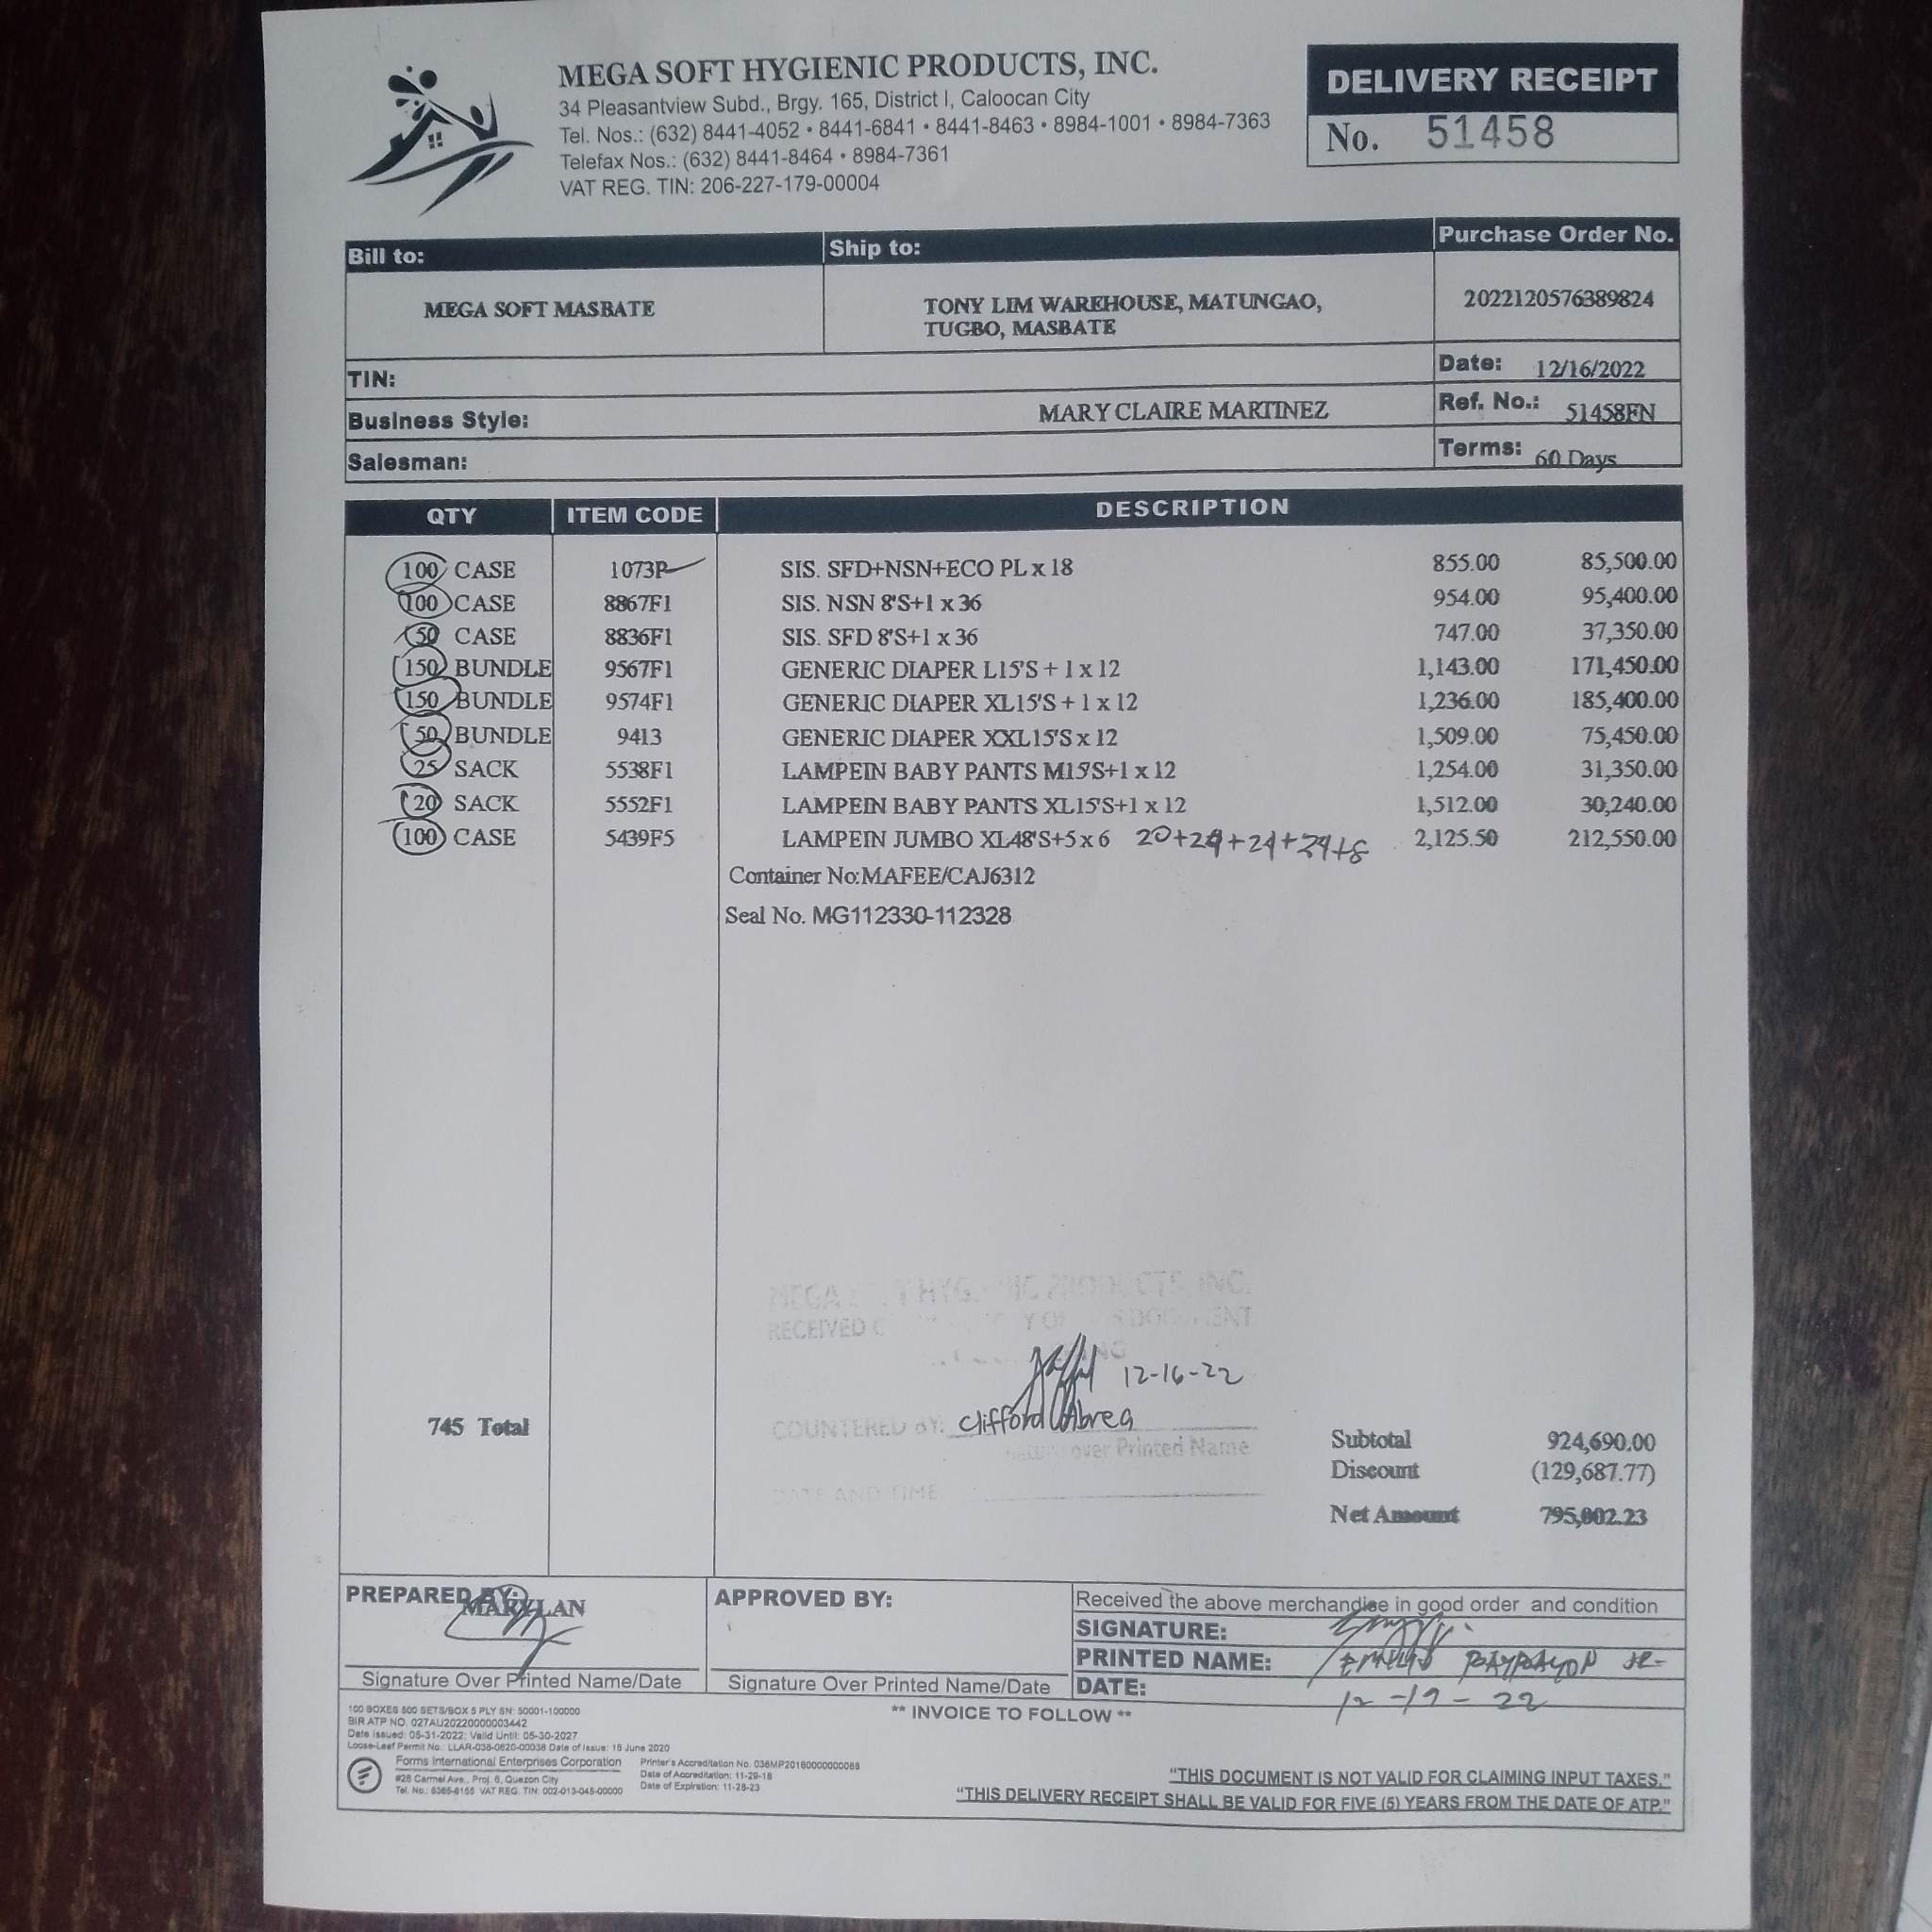 MEGA SOFT HYGIENIC PRODUCTS, INC.
34 Pleasantview Subd., Brgy. 165, District I, Caloocan City
Tel. Nos.: (632) 8441-4052 • 8441-6841 • 8441-8463 • 8984-1001 • 8984-7363
Telefax Nos.: (632) 8441-8464 • 8984-7361
VAT REG. TIN: 206-227-179-00004
DELIVERY RECEIPT
No. 51458
Bill to: Ship to: Purchase Order No.
MEGA SOFT MASBATE TONY LIM WAREHOUSE, MATUNGAO, 2022120576389824
TUGBO, MASBATE
TIN: Date: 12/16/2022
Business Style: MARY CLAIRE MARTINEZ Ref. No.: 51458FN
Salesman: Terms: 60 Days
QTY ITEM CODE DESCRIPTION
100 CASE 1073P SIS. SFD+NSN+ECO PL x 18 855.00 85,500.00
100 CASE 8867F1 SIS. NSN 8'S+1 x 36 954.00 95,400.00
50 CASE 8836F1 SIS. SFD 8'S+1 x 36 747.00 37,350.00
150 BUNDLE 9567F1 GENERIC DIAPER L15'S + 1 x 12 1,143.00 171,450.00
150 BUNDLE 9574F1 GENERIC DIAPER XL15'S + 1 x 12 1,236.00 185,400.00
50 BUNDLE 9413 GENERIC DIAPER XXL15'S x 12 1,509.00 75,450.00
25 SACK 5538F1 LAMPEIN BABY PANTS M15'S+1 x 12 1,254.00 31,350.00
20 SACK 5552F1 LAMPEIN BABY PANTS XL15'S+1 x 12 1,512.00 30,240.00
100 CASE 5439F5 LAMPEIN JUMBO XL48'S+5 x 6 20+24+24+24+8 2,125.50 212,550.00
Container No:MAFEE/CAJ6312
Seal No. MG112330-112328
MEGA PRODUCTS, INC.
RECEIVED
12-16-22
COUNTERED BY: Clifford Abrea
over Printed Name
DATE AND TIME
745 Total
Subtotal 924,690.00
Discount (129,687.77)
Net Amount 795,002.23
PREPARED BY: MARYLAN
Signature Over Printed Name/Date
APPROVED BY:
Signature Over Printed Name/Date
Received the above merchandise in good order and condition
SIGNATURE:
PRINTED NAME: JR-
DATE: 12-19-22
100 BOXES 500 SETS/BOX 5 PLY SN: 50001-100000
BIR ATP NO. 027AU20220000003442
Date Issued: 05-31-2022; Valid Until: 05-30-2027
Loose-Leaf Permit No.: LLAR-038-0620-00038 Date of Issue: 18 June 2020
Forms International Enterprises Corporation
#28 Carmel Ave., Proj. 6, Quezon City
Tel. No.: 8365-8155 VAT REG. TIN: 002-013-045-00000
Printer's Accreditation No. 038MP20180000000088
Date of Accreditation: 11-29-18
Date of Expiration: 11-28-23
** INVOICE TO FOLLOW **
"THIS DOCUMENT IS NOT VALID FOR CLAIMING INPUT TAXES."
"THIS DELIVERY RECEIPT SHALL BE VALID FOR FIVE (5) YEARS FROM THE DATE OF ATP."